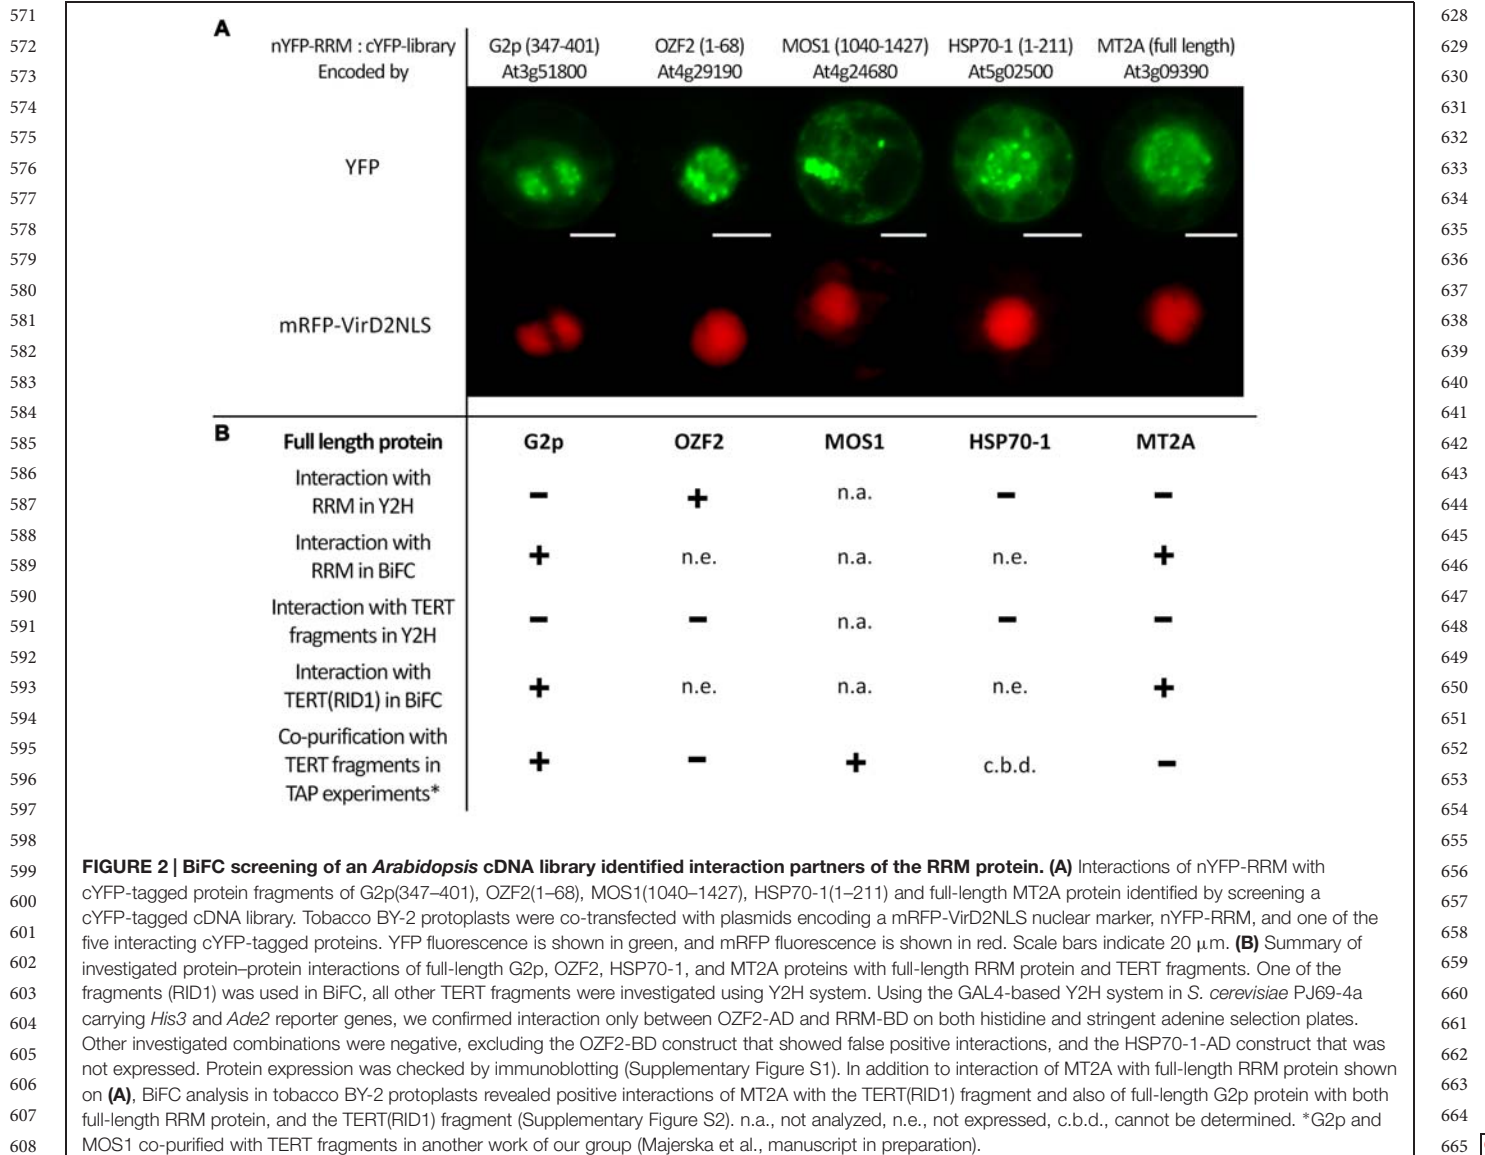 571
572
573
574
575
576
577
578
579
580
581
582
583
584
585
586
587
588
589
590
591
592
593
594
595
596
597
598
599
600
601
602
603
604
605
606
607
608
A
nYFP-RRM : cYFP-library G2p (347-401) OZF2 (1-68) MOS1 (1040-1427) HSP70-1 (1-211) MT2A (full length)
Encoded by At3g51800 At4g29190 At4g24680 At5g02500 At3g09390
YFP
mRFP-VirD2NLS
B
Full length protein G2p OZF2 MOS1 HSP70-1 MT2A
Interaction with
RRM in Y2H - + n.a. - -
Interaction with
RRM in BiFC + n.e. n.a. n.e. +
Interaction with TERT
fragments in Y2H - - n.a. - -
Interaction with
TERT(RID1) in BiFC + n.e. n.a. n.e. +
Co-purification with
TERT fragments in + - + c.b.d. -
TAP experiments*
FIGURE 2 | BiFC screening of an Arabidopsis cDNA library identified interaction partners of the RRM protein. (A) Interactions of nYFP-RRM with
cYFP-tagged protein fragments of G2p(347–401), OZF2(1–68), MOS1(1040–1427), HSP70-1(1–211) and full-length MT2A protein identified by screening a
cYFP-tagged cDNA library. Tobacco BY-2 protoplasts were co-transfected with plasmids encoding a mRFP-VirD2NLS nuclear marker, nYFP-RRM, and one of the
five interacting cYFP-tagged proteins. YFP fluorescence is shown in green, and mRFP fluorescence is shown in red. Scale bars indicate 20 μm. (B) Summary of
investigated protein–protein interactions of full-length G2p, OZF2, HSP70-1, and MT2A proteins with full-length RRM protein and TERT fragments. One of the
fragments (RID1) was used in BiFC, all other TERT fragments were investigated using Y2H system. Using the GAL4-based Y2H system in S. cerevisiae PJ69-4a
carrying His3 and Ade2 reporter genes, we confirmed interaction only between OZF2-AD and RRM-BD on both histidine and stringent adenine selection plates.
Other investigated combinations were negative, excluding the OZF2-BD construct that showed false positive interactions, and the HSP70-1-AD construct that was
not expressed. Protein expression was checked by immunoblotting (Supplementary Figure S1). In addition to interaction of MT2A with full-length RRM protein shown
on (A), BiFC analysis in tobacco BY-2 protoplasts revealed positive interactions of MT2A with the TERT(RID1) fragment and also of full-length G2p protein with both
full-length RRM protein, and the TERT(RID1) fragment (Supplementary Figure S2). n.a., not analyzed, n.e., not expressed, c.b.d., cannot be determined. *G2p and
MOS1 co-purified with TERT fragments in another work of our group (Majerska et al., manuscript in preparation).
628
629
630
631
632
633
634
635
636
637
638
639
640
641
642
643
644
645
646
647
648
649
650
651
652
653
654
655
656
657
658
659
660
661
662
663
664
665